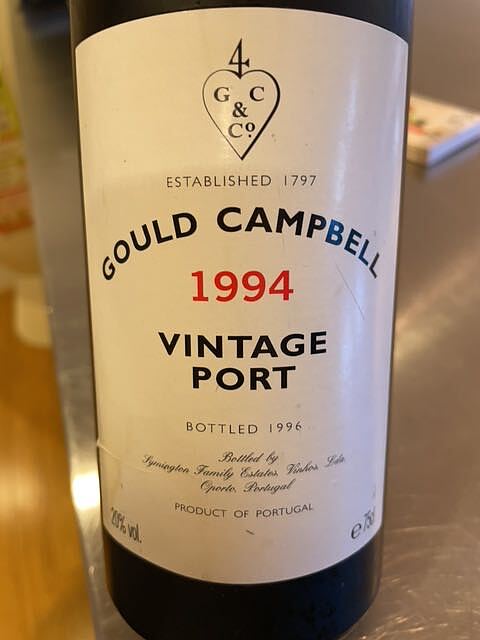 4
G C
&
Co.
ESTABLISHED 1797
GOULD CAMPBELL
1994
VINTAGE
PORT
BOTTLED 1996
Bottled by
Symington Family Estates, Vinhos, Lda.
Oporto, Portugal
PRODUCT OF PORTUGAL
20% vol. e 75cl